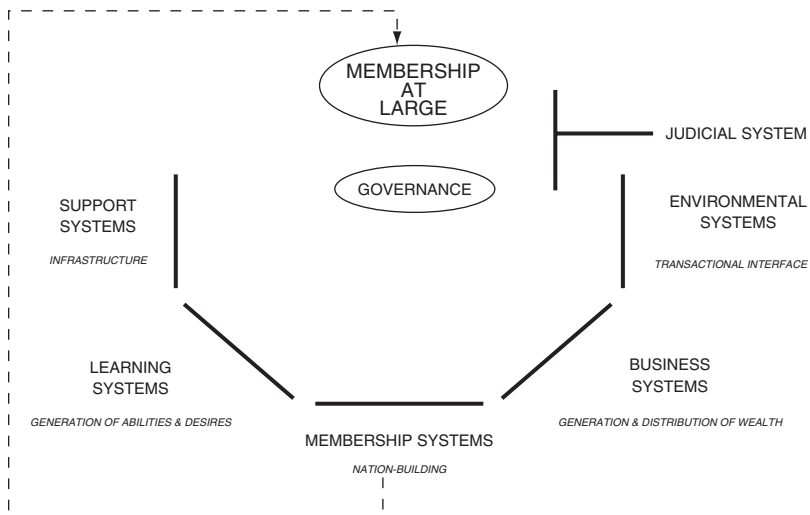 MEMBERSHIP
AT
LARGE
JUDICIAL SYSTEM
GOVERNANCE
SUPPORT
SYSTEMS
INFRASTRUCTURE
ENVIRONMENTAL
SYSTEMS
TRANSACTIONAL INTERFACE
LEARNING
SYSTEMS
GENERATION OF ABILITIES & DESIRES
BUSINESS
SYSTEMS
GENERATION & DISTRIBUTION OF WEALTH
MEMBERSHIP SYSTEMS
NATION-BUILDING